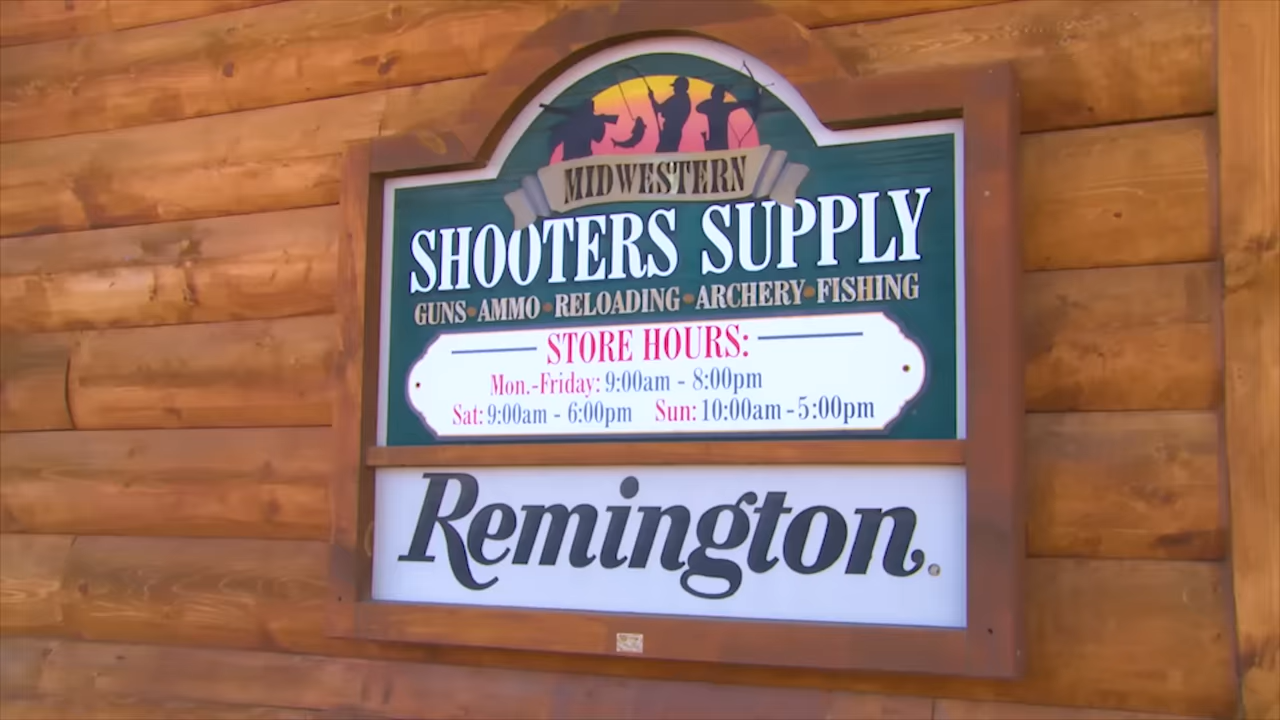 MIDWESTERN
SHOOTERS SUPPLY
GUNS • AMMO • RELOADING • ARCHERY • FISHING
STORE HOURS:
Mon.-Friday: 9:00am - 8:00pm
Sat: 9:00am - 6:00pm Sun: 10:00am - 5:00pm
Remington.